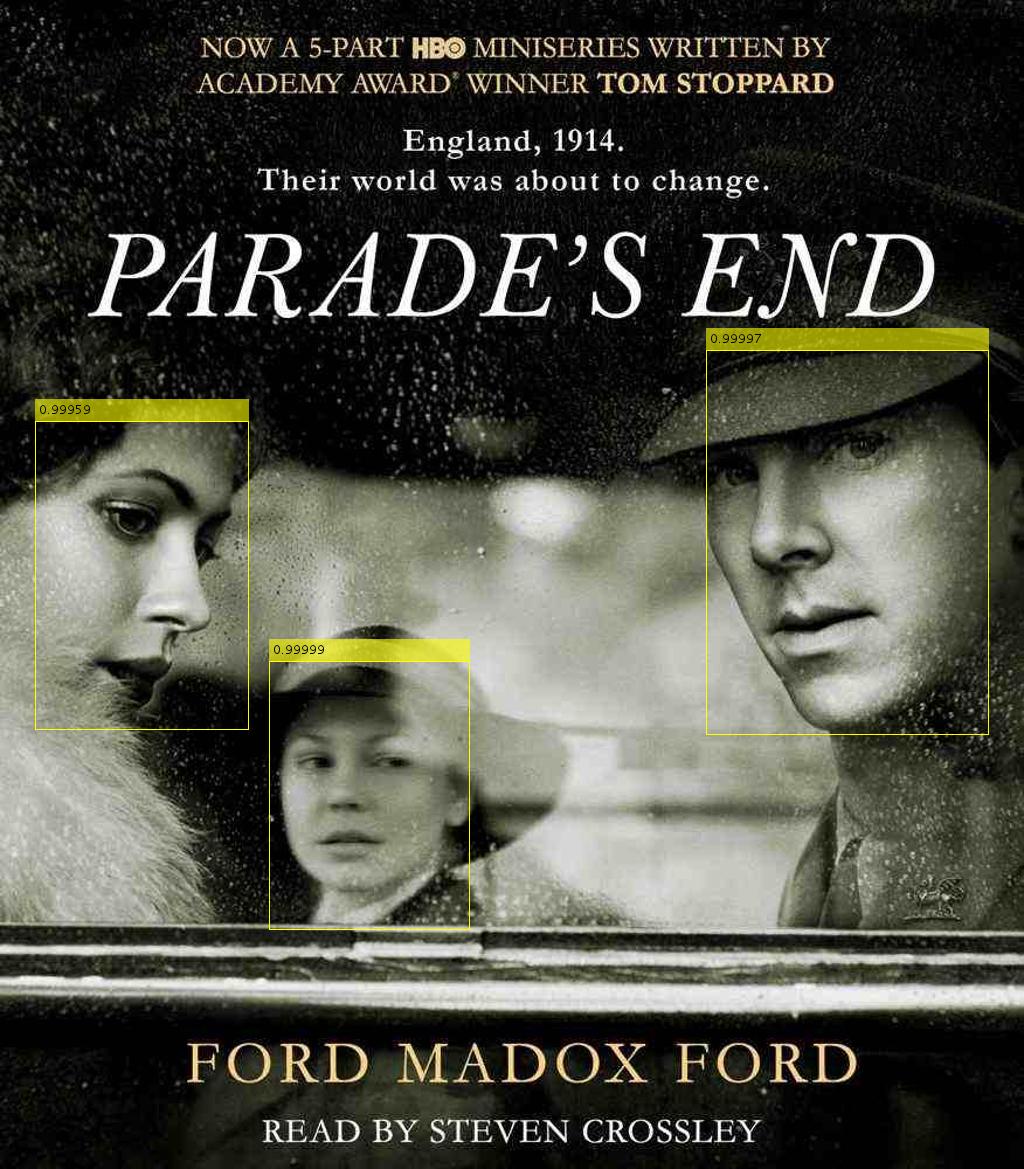 NOW A 5-PART HBO MINISERIES WRITTEN BY
ACADEMY AWARD® WINNER TOM STOPPARD
England, 1914.
Their world was about to change.
PARADE'S END
0.99997
0.99959
0.99999
FORD MADOX FORD
READ BY STEVEN CROSSLEY